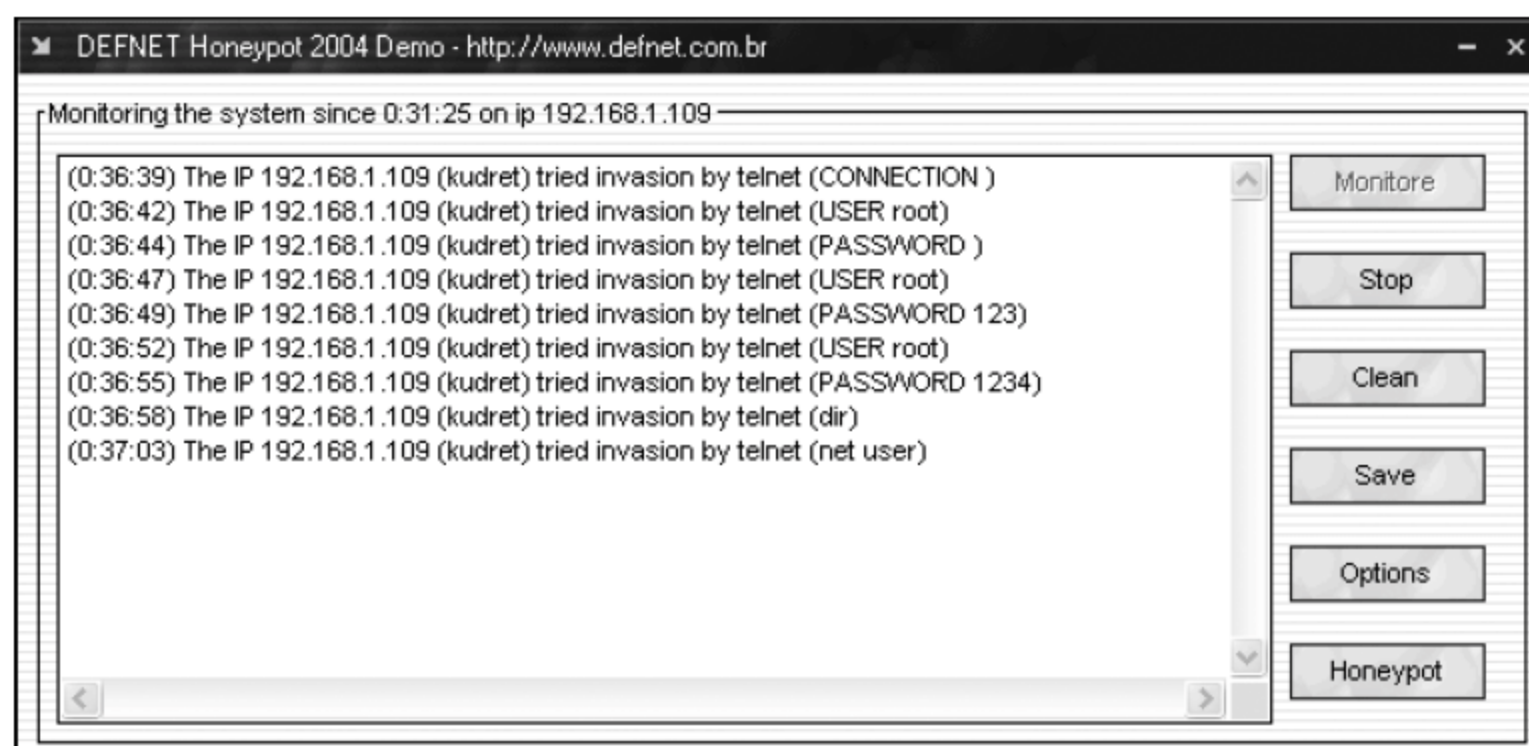 DEFNET Honeypot 2004 Demo - http://www.defnet.com.br
Monitoring the system since 0:31:25 on ip 192.168.1.109
(0:36:39) The IP 192.168.1.109 (kudret) tried invasion by telnet (CONNECTION )
(0:36:42) The IP 192.168.1.109 (kudret) tried invasion by telnet (USER root)
(0:36:44) The IP 192.168.1.109 (kudret) tried invasion by telnet (PASSWORD )
(0:36:47) The IP 192.168.1.109 (kudret) tried invasion by telnet (USER root)
(0:36:49) The IP 192.168.1.109 (kudret) tried invasion by telnet (PASSWORD 123)
(0:36:52) The IP 192.168.1.109 (kudret) tried invasion by telnet (USER root)
(0:36:55) The IP 192.168.1.109 (kudret) tried invasion by telnet (PASSWORD 1234)
(0:36:58) The IP 192.168.1.109 (kudret) tried invasion by telnet (dir)
(0:37:03) The IP 192.168.1.109 (kudret) tried invasion by telnet (net user)
Monitore
Stop
Clean
Save
Options
Honeypot